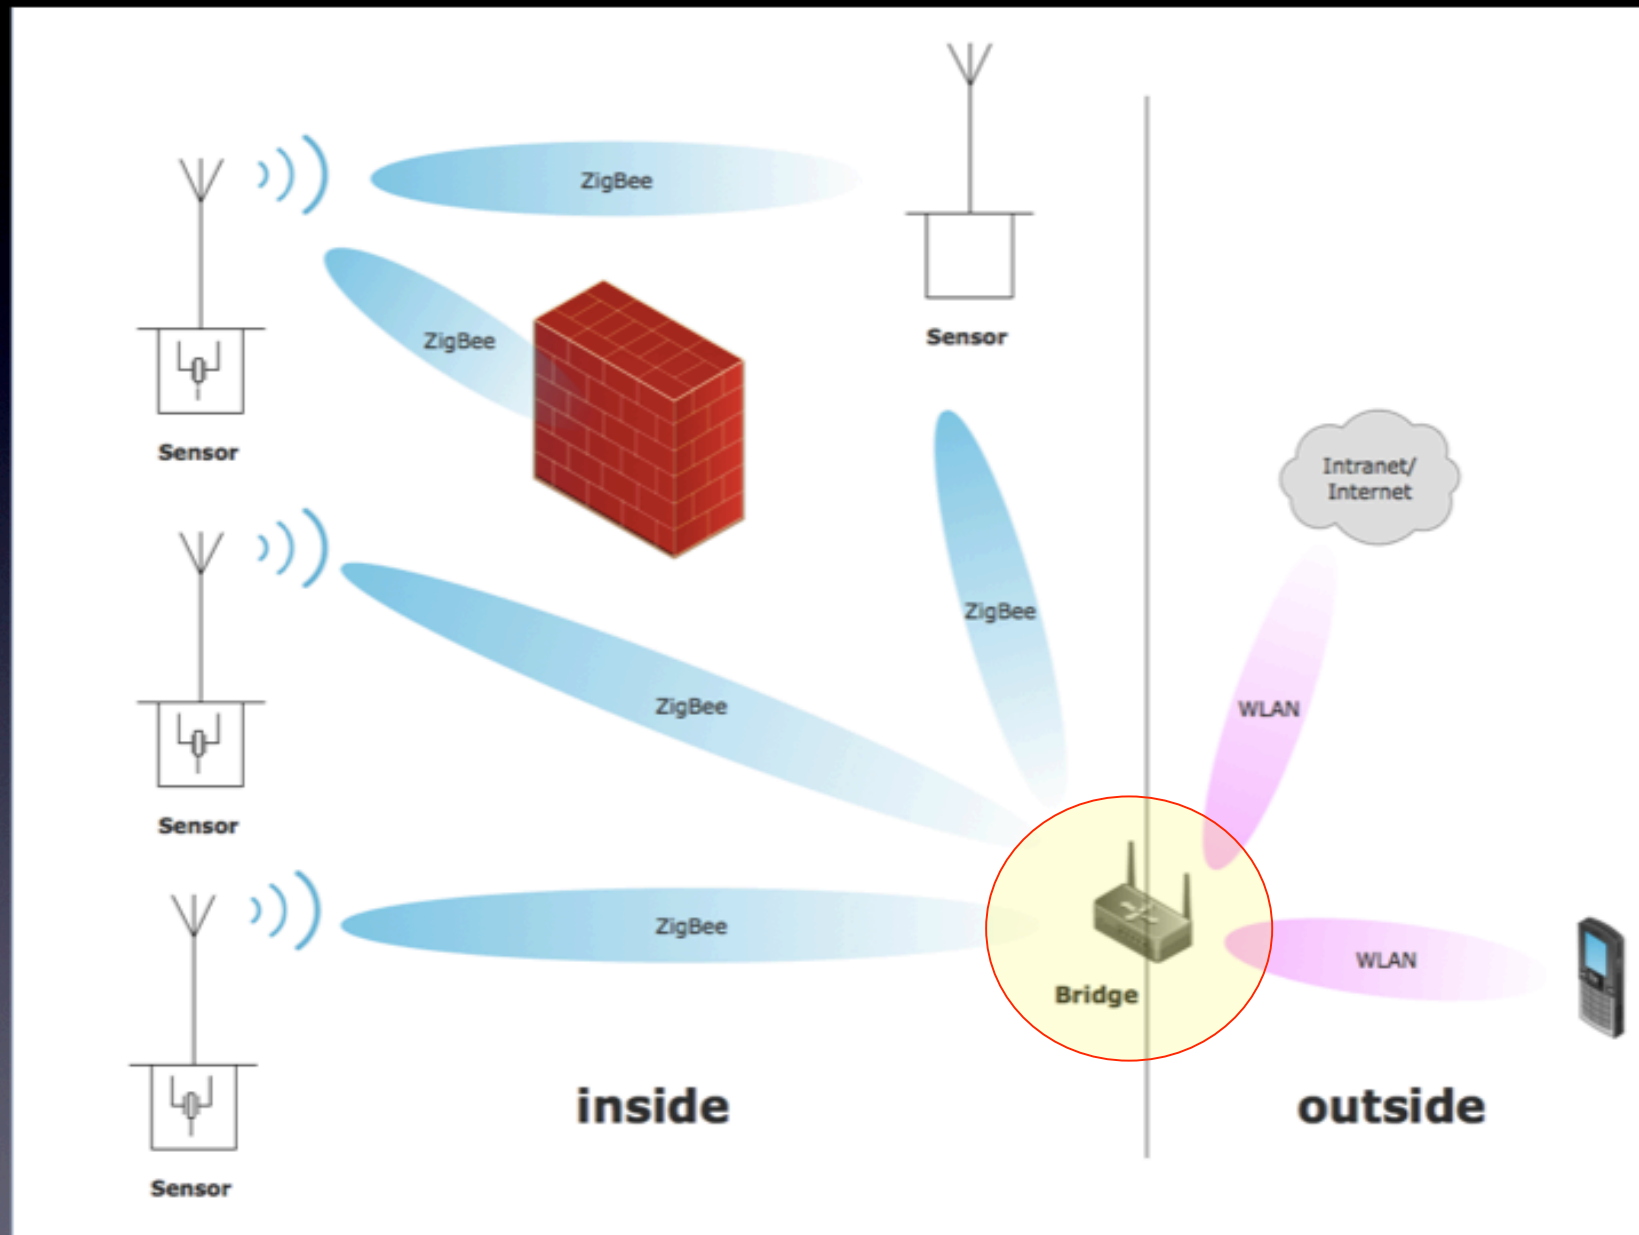 ZigBee
Sensor
ZigBee
Sensor
Intranet/
Internet
ZigBee
ZigBee
WLAN
Sensor
ZigBee
WLAN
Bridge
inside
outside
Sensor